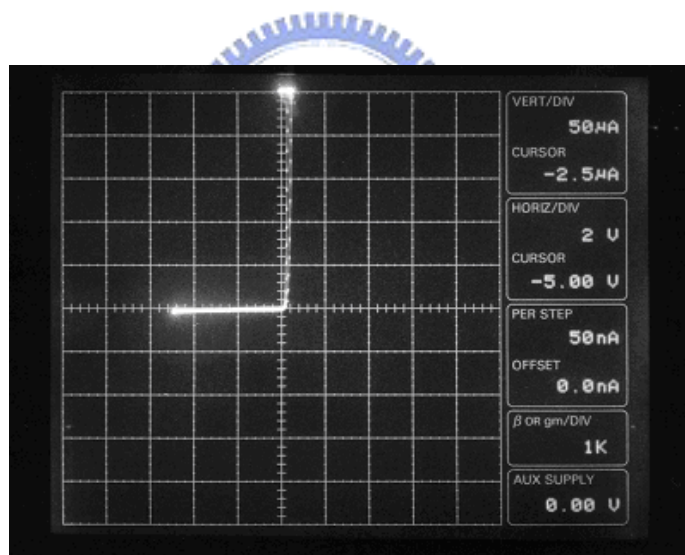 VERT/DIV
50µA
CURSOR
-2.5µA
HORIZ/DIV
2 V
CURSOR
-5.00 V
PER STEP
50nA
OFFSET
0.0nA
β OR gm/DIV
1K
AUX SUPPLY
0.00 V